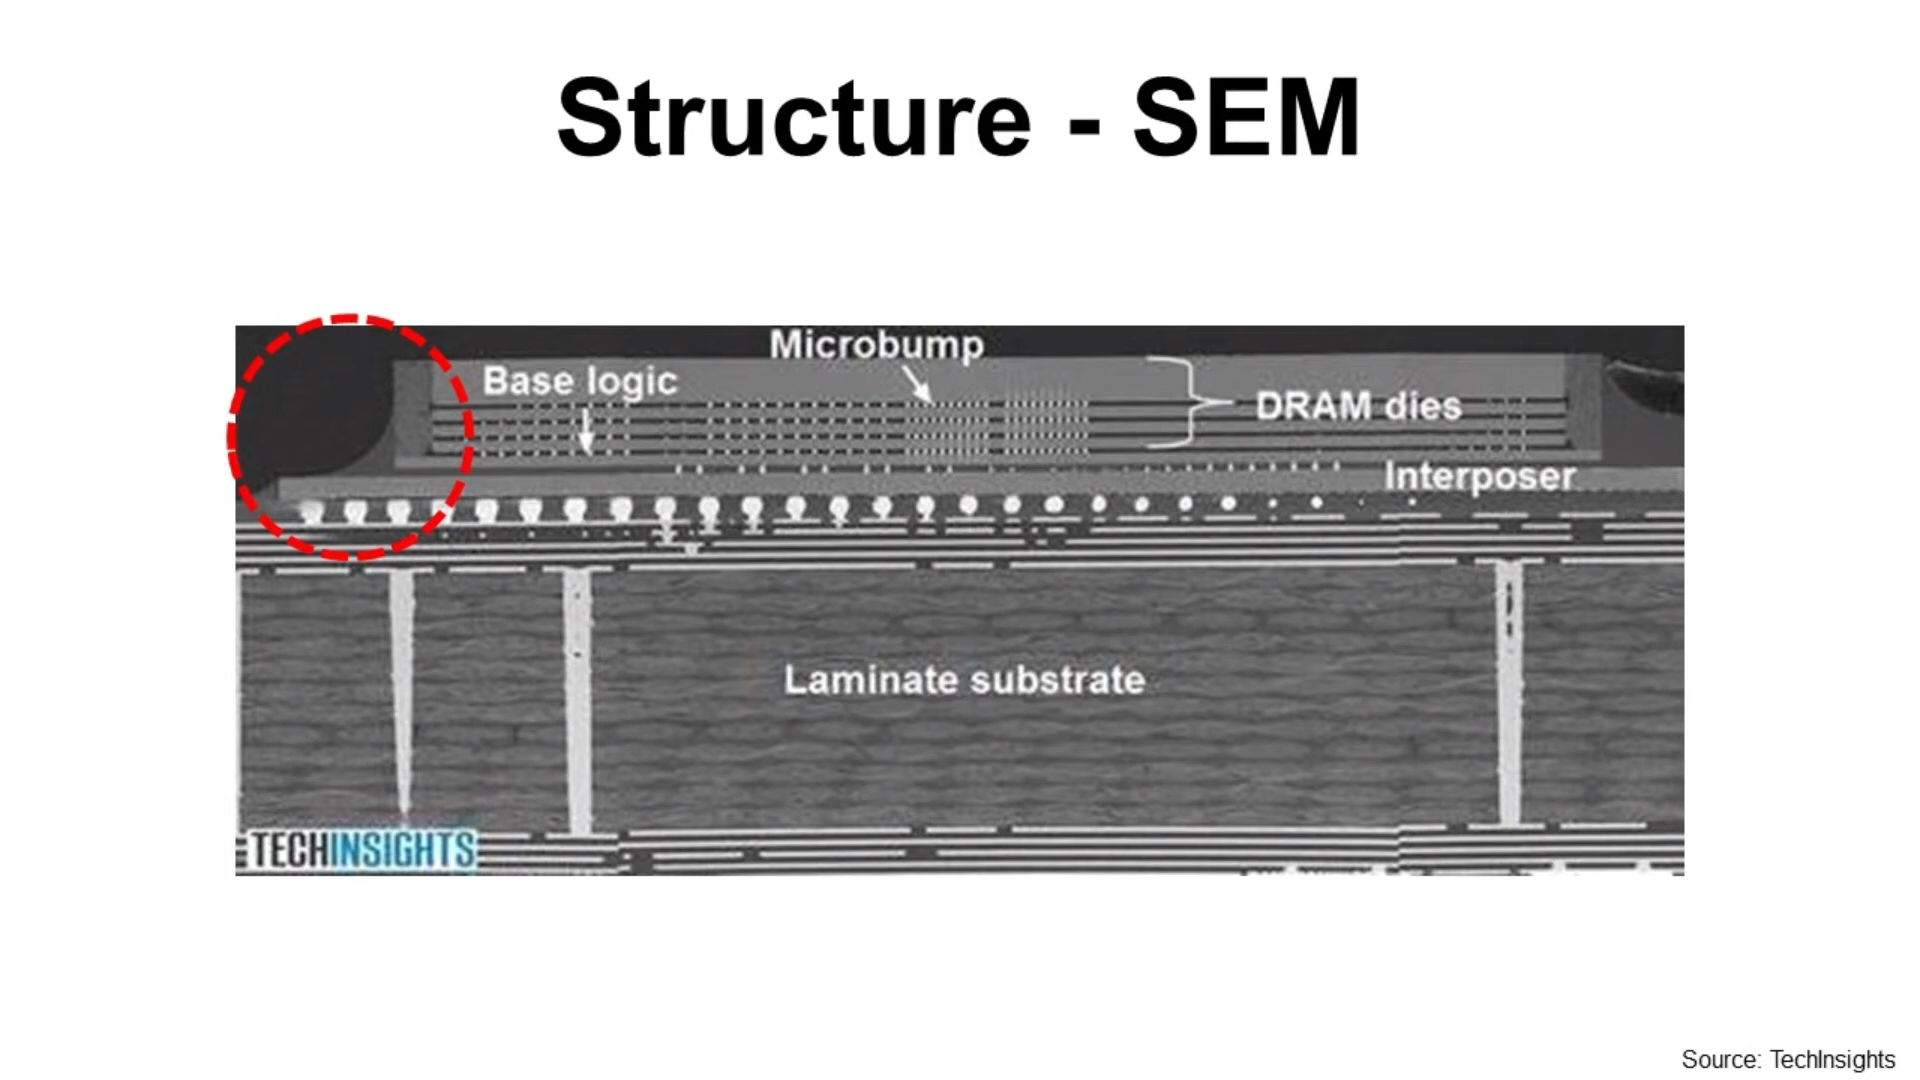 Structure - SEM
Microbump
Base logic
DRAM dies
Interposer
Laminate substrate
TECHINSIGHTS
Source: TechInsights